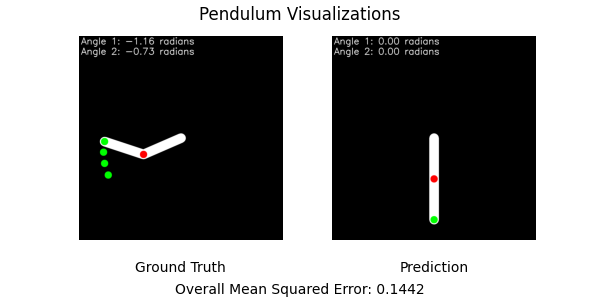 Pendulum Visualizations
Angle 1: −1.16 radians
Angle 2: −0.73 radians
Angle 1: 0.00 radians
Angle 2: 0.00 radians
Ground Truth
Prediction
Overall Mean Squared Error: 0.1442